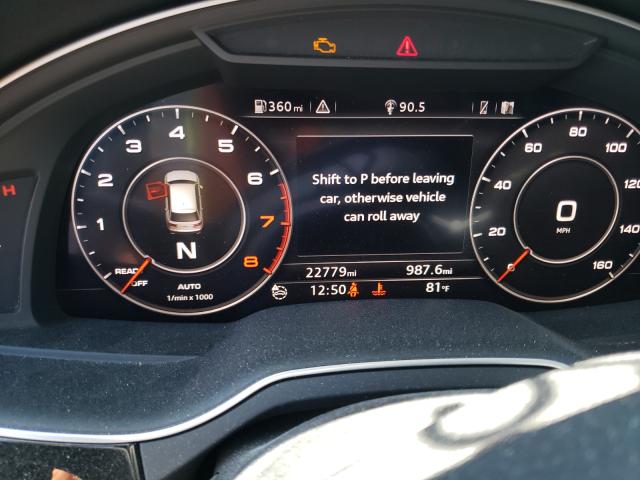 360 mi
90.5
1 2 3 4 5 6 7 8
N
READY
OFF
AUTO
1/min x 1000
Shift to P before leaving
car, otherwise vehicle
can roll away
0 20 40 60 80 100 120 140 160
0
MPH
22779mi 987.6mi
12:50 81°F
H